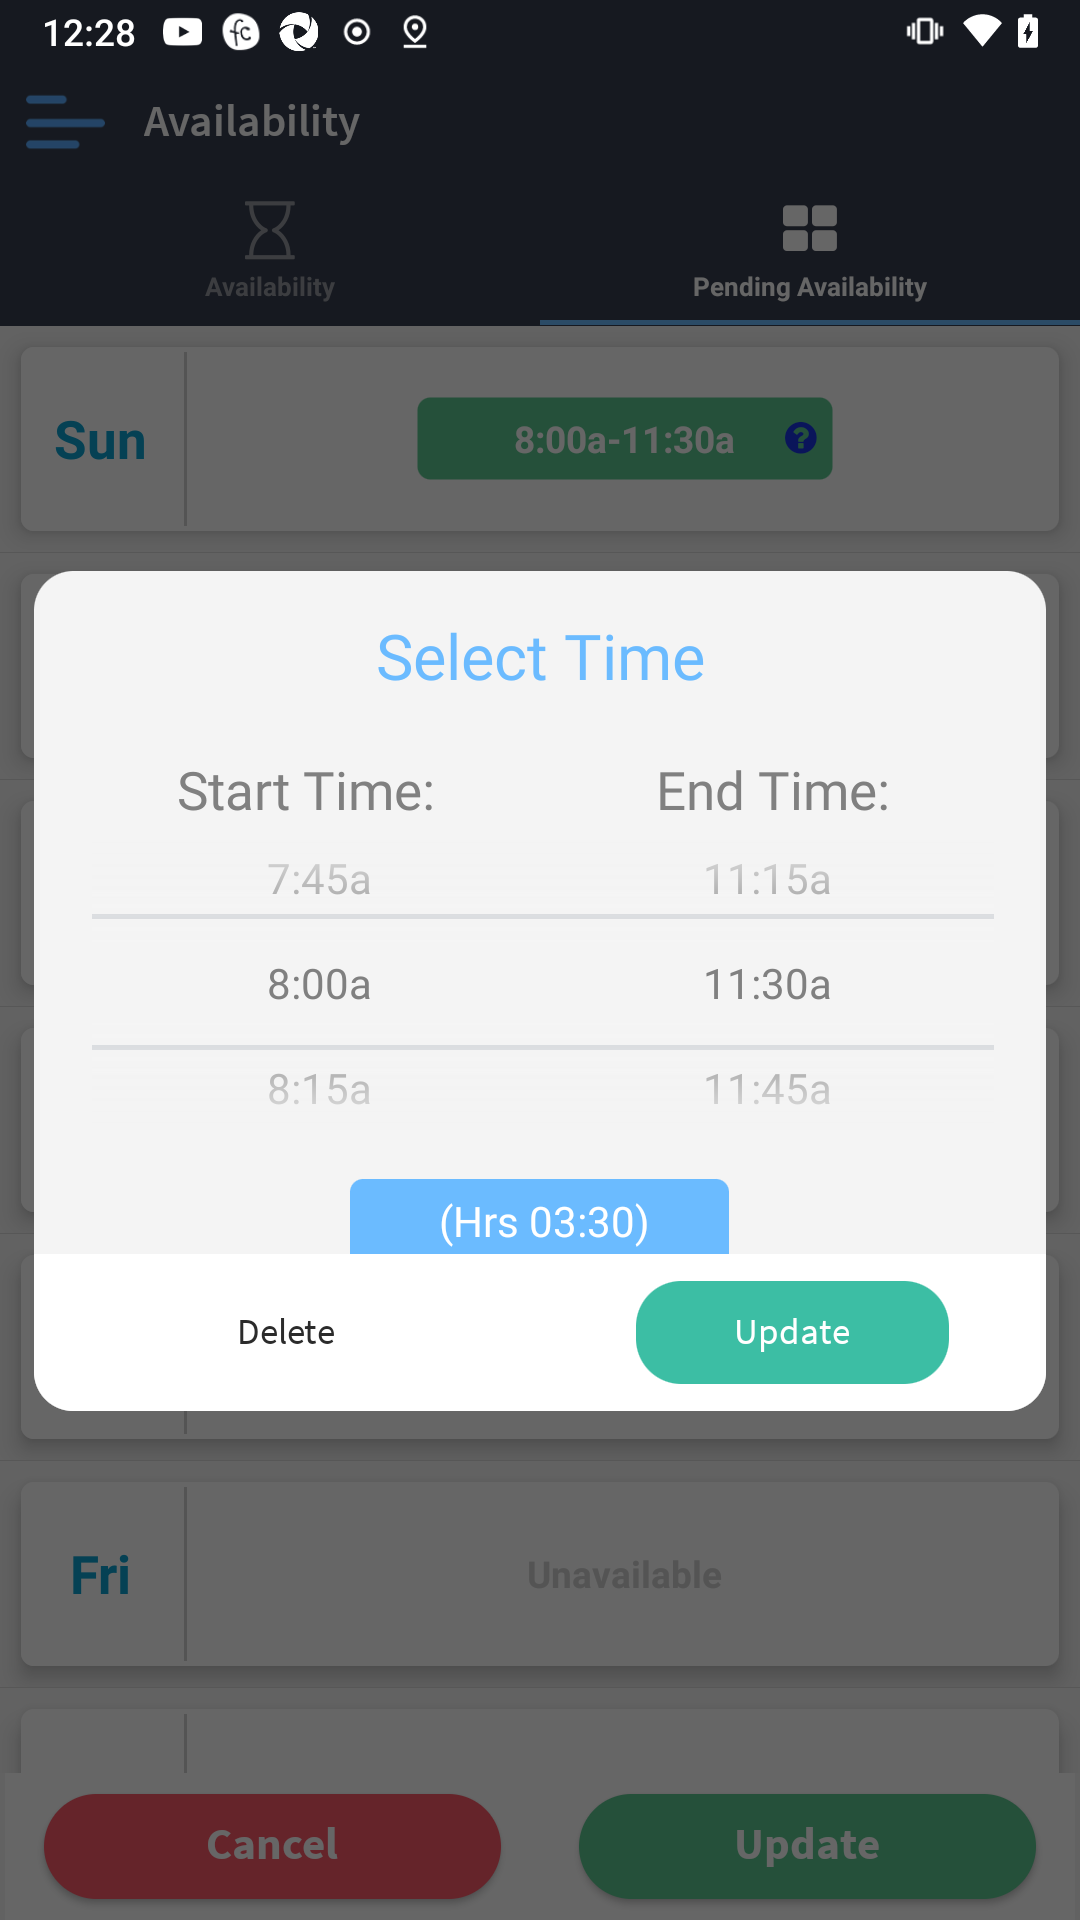 12:28
Availability
Availability
Pending Availability
Sun
8:00a-11:30a
Select Time
Start Time:
End Time:
7:45a
11:15a
8:00a
11:30a
8:15a
11:45a
(Hrs 03:30)
Delete
Update
Fri
Unavailable
Cancel
Update